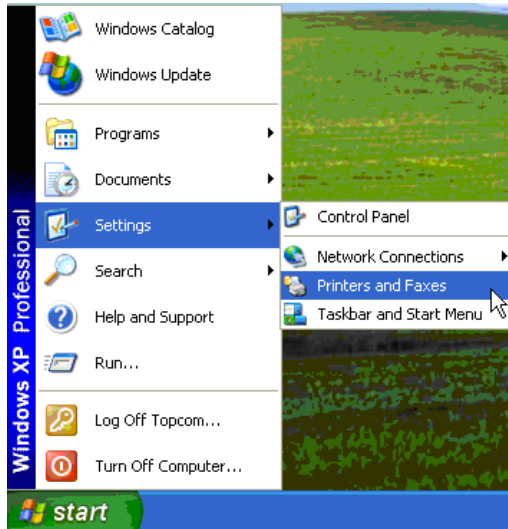 Windows Catalog
Windows Update
Programs
Documents
Settings
Control Panel
Network Connections
Printers and Faxes
Taskbar and Start Menu
Search
Help and Support
Run...
Log Off Topcom...
Turn Off Computer...
Windows XP Professional
start